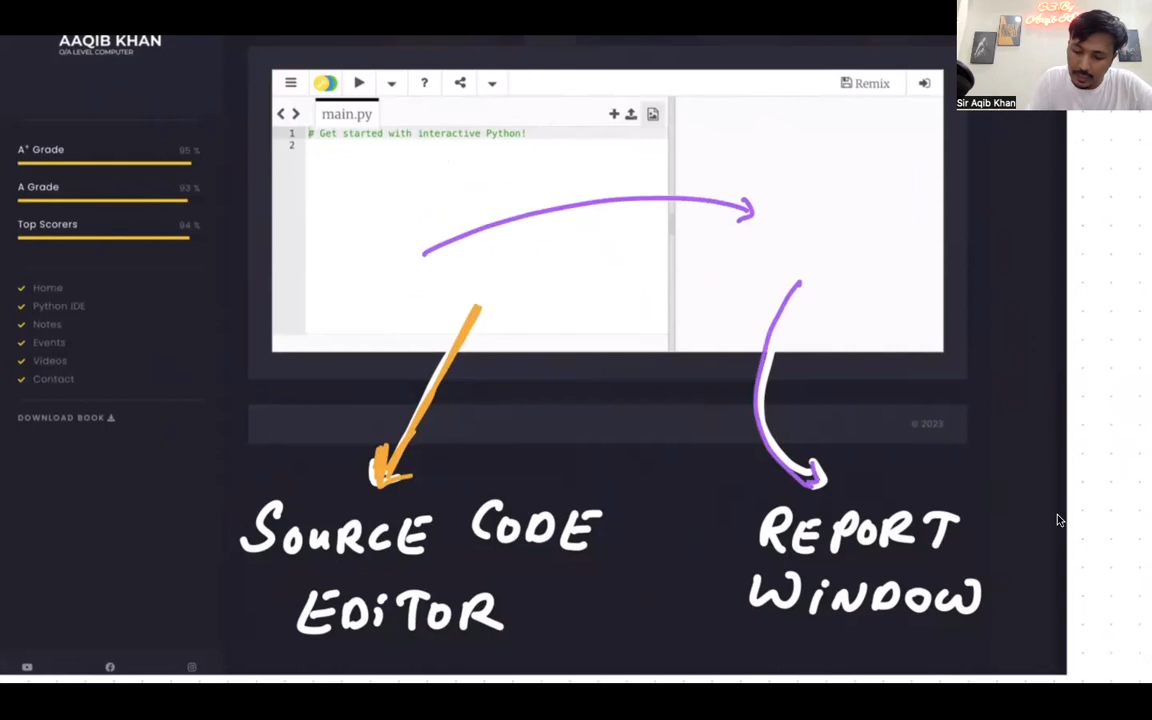 AAQIB KHAN
O/A LEVEL COMPUTER
A* Grade 95 %
A Grade 93 %
Top Scorers 94 %
Home
Python IDE
Notes
Events
Videos
Contact
DOWNLOAD BOOK
? Remix
main.py
1 # Get started with interactive Python!
2
© 2023
SOURCE CODE
EDITOR
REPORT
WINDOW
Sir Aqib Khan